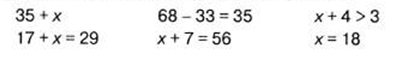 35 + x 68 – 33 = 35 x + 4 > 3
17 + x = 29 x + 7 = 56 x = 18